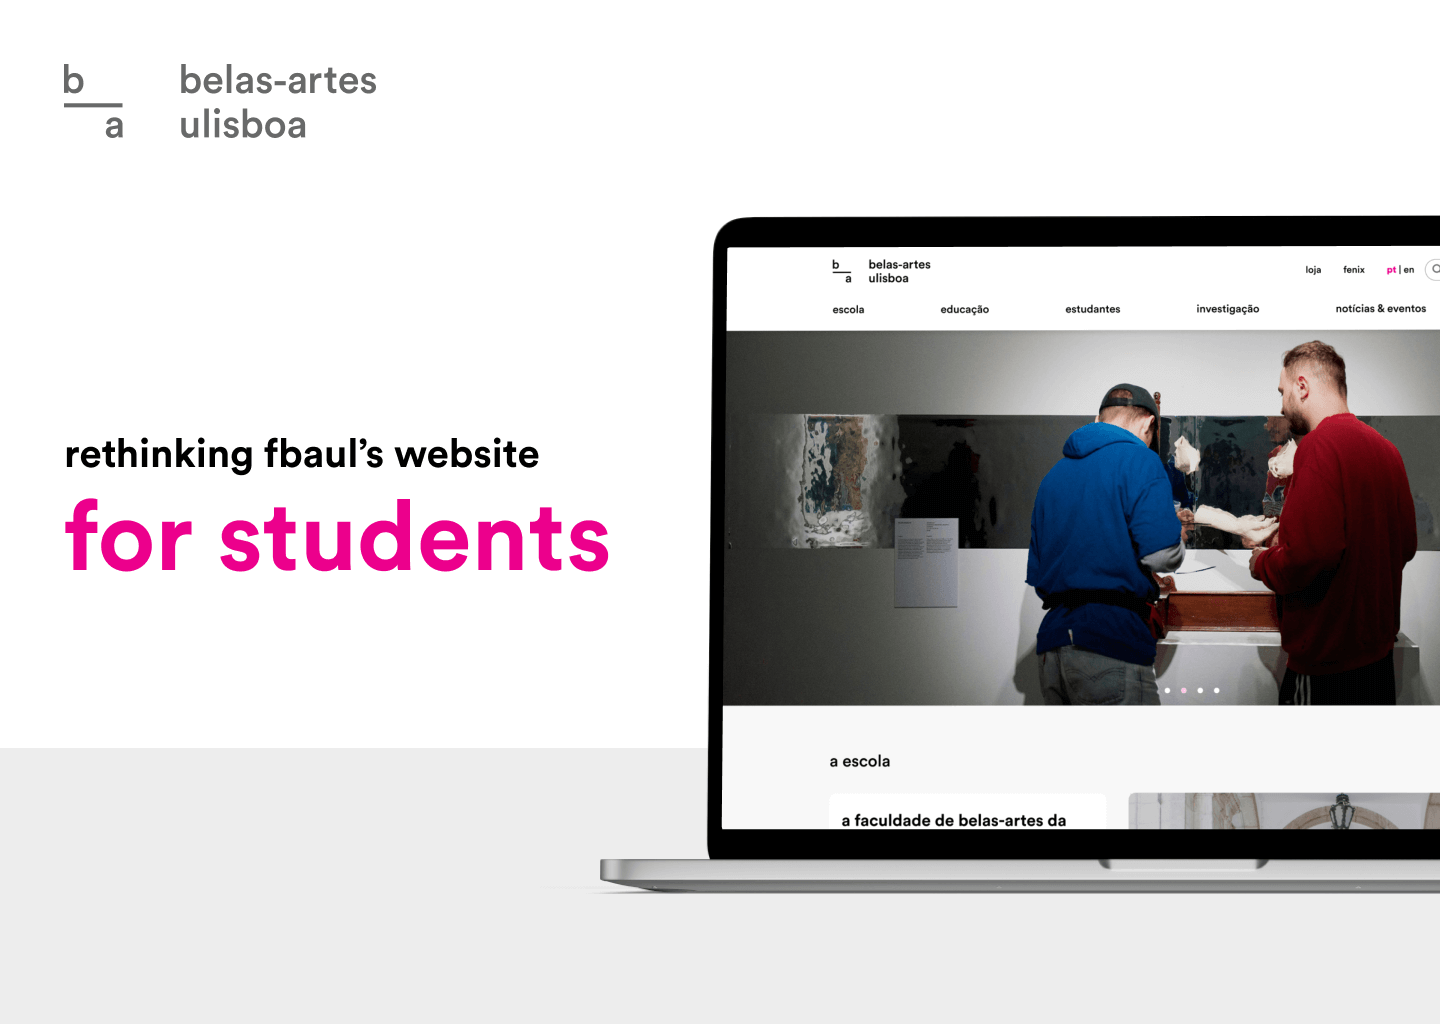 b
a
belas-artes
ulisboa
rethinking fbaul’s website
for students
b
a
belas-artes
ulisboa
loja fenix pt | en
escola educação estudantes investigação notícias & eventos
a escola
a faculdade de belas-artes da